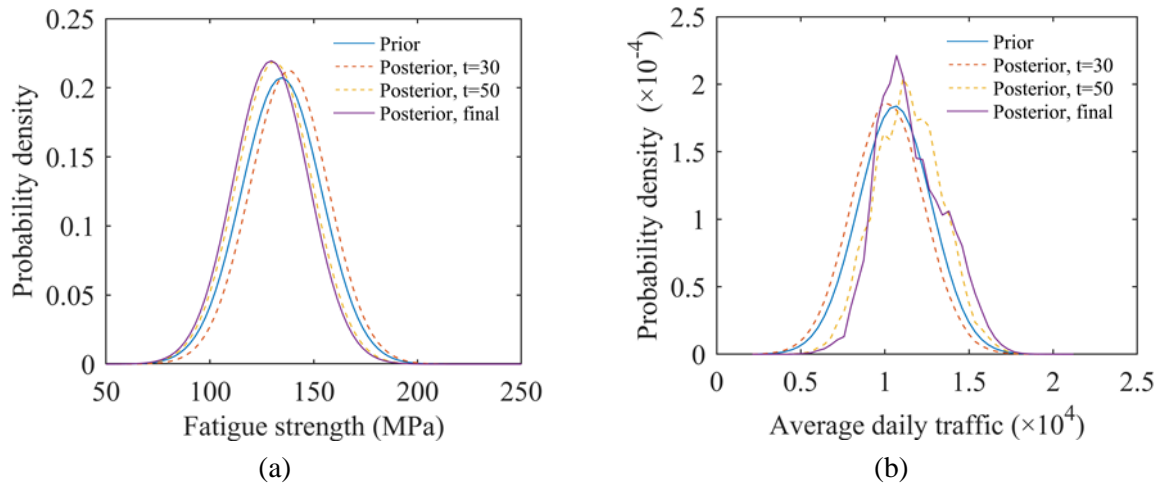 0.25
0.2
0.15
0.1
0.05
0
50
100
150
200
250
Probability density
Fatigue strength (MPa)
Prior
Posterior, t=30
Posterior, t=50
Posterior, final
(a)
2.5
2
1.5
1
0.5
0
0
0.5
1
1.5
2
2.5
Probability density (×10⁻⁴)
Average daily traffic (×10⁴)
Prior
Posterior, t=30
Posterior, t=50
Posterior, final
(b)